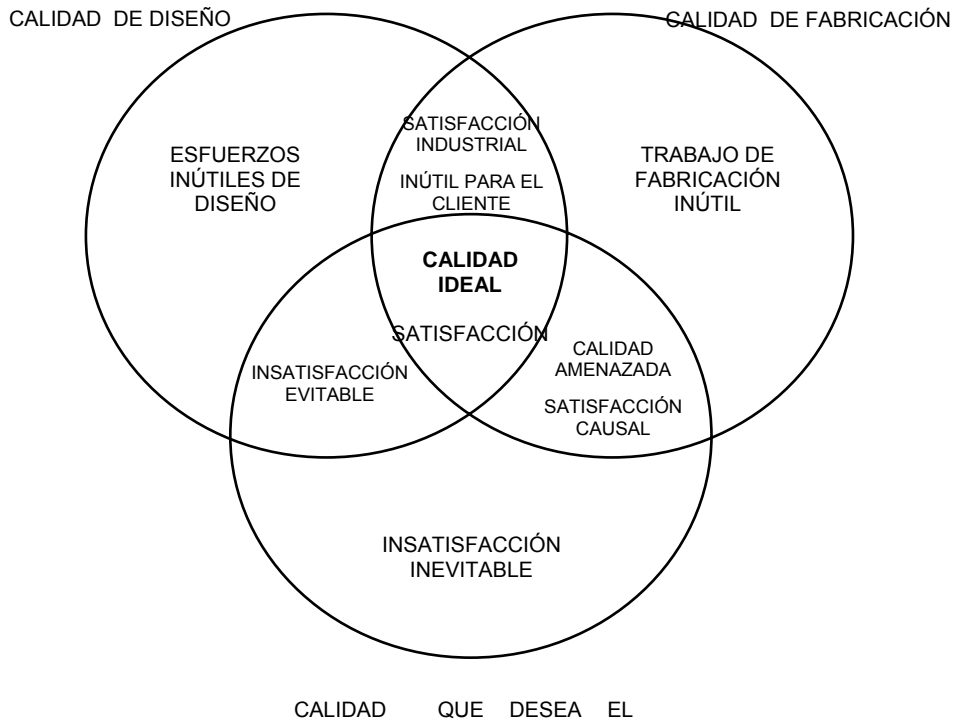 CALIDAD DE DISEÑO
CALIDAD DE FABRICACIÓN
SATISFACCIÓN
INDUSTRIAL
INÚTIL PARA EL
CLIENTE
ESFUERZOS
INÚTILES DE
DISEÑO
TRABAJO DE
FABRICACIÓN
INÚTIL
CALIDAD
IDEAL
SATISFACCIÓN
INSATISFACCIÓN
EVITABLE
CALIDAD
AMENAZADA
SATISFACCIÓN
CAUSAL
INSATISFACCIÓN
INEVITABLE
CALIDAD QUE DESEA EL